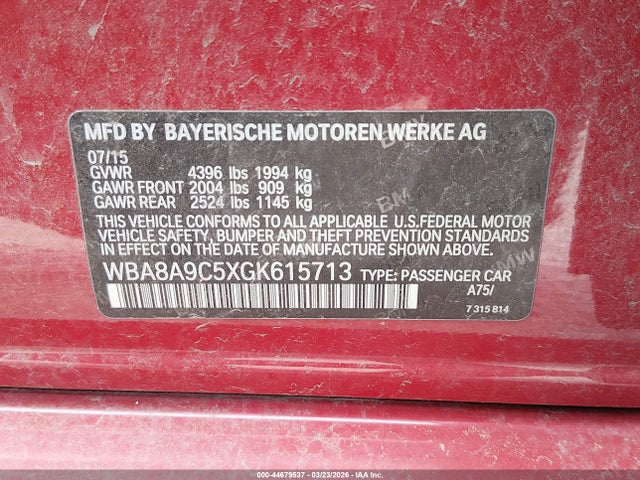 MFD BY BAYERISCHE MOTOREN WERKE AG
07/15
GVWR 4396 lbs 1994 kg
GAWR FRONT 2004 lbs 909 kg
GAWR REAR 2524 lbs 1145 kg
THIS VEHICLE CONFORMS TO ALL APPLICABLE U.S.FEDERAL MOTOR
VEHICLE SAFETY, BUMPER AND THEFT PREVENTION STANDARDS
IN EFFECT ON THE DATE OF MANUFACTURE SHOWN ABOVE.
WBA8A9C5XGK615713 TYPE: PASSENGER CAR
A75/
7 315 814
000-44679537 - 03/23/2026 - IAA Inc.